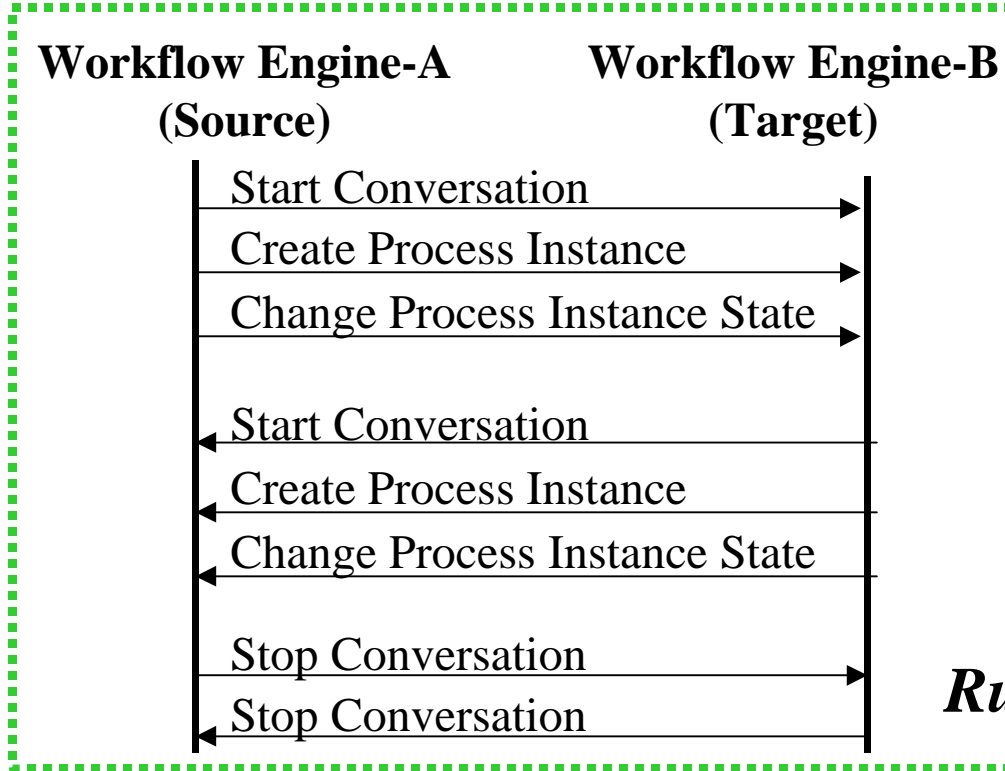 Workflow Engine-A
(Source)
Workflow Engine-B
(Target)
Start Conversation
Create Process Instance
Change Process Instance State
Start Conversation
Create Process Instance
Change Process Instance State
Stop Conversation
Stop Conversation